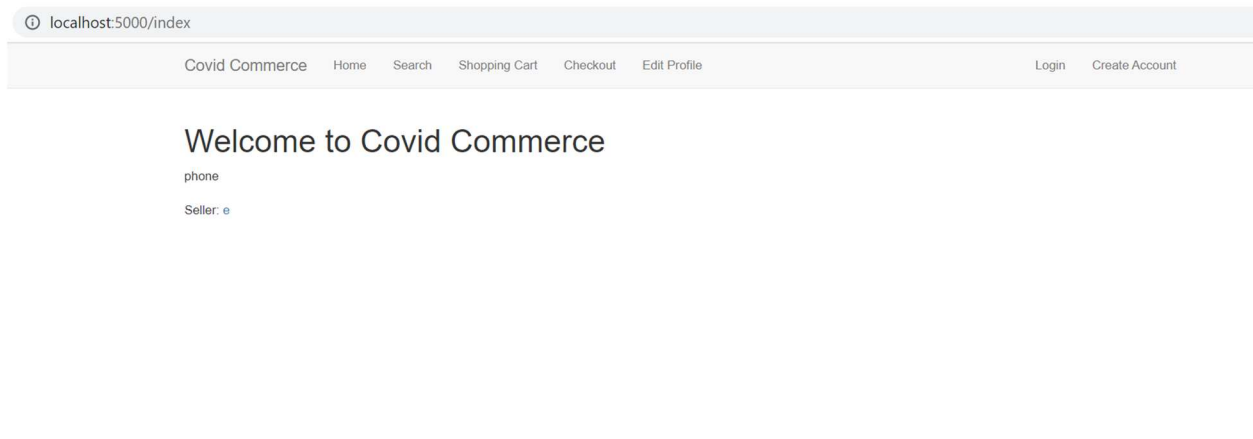 localhost:5000/index
Covid Commerce Home Search Shopping Cart Checkout Edit Profile Login Create Account
Welcome to Covid Commerce
phone
Seller: e